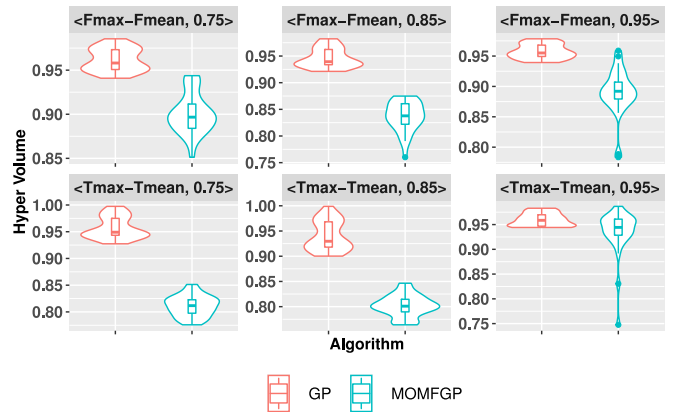 <Fmax−Fmean, 0.75>
<Fmax−Fmean, 0.85>
<Fmax−Fmean, 0.95>
0.95
0.90
0.85
0.95
0.90
0.85
0.80
0.75
0.95
0.90
0.85
0.80
<Tmax−Tmean, 0.75>
<Tmax−Tmean, 0.85>
<Tmax−Tmean, 0.95>
1.00
0.95
0.90
0.85
0.80
1.00
0.95
0.90
0.85
0.80
0.95
0.90
0.85
0.80
0.75
Hyper Volume
Algorithm
GP
MOMFGP